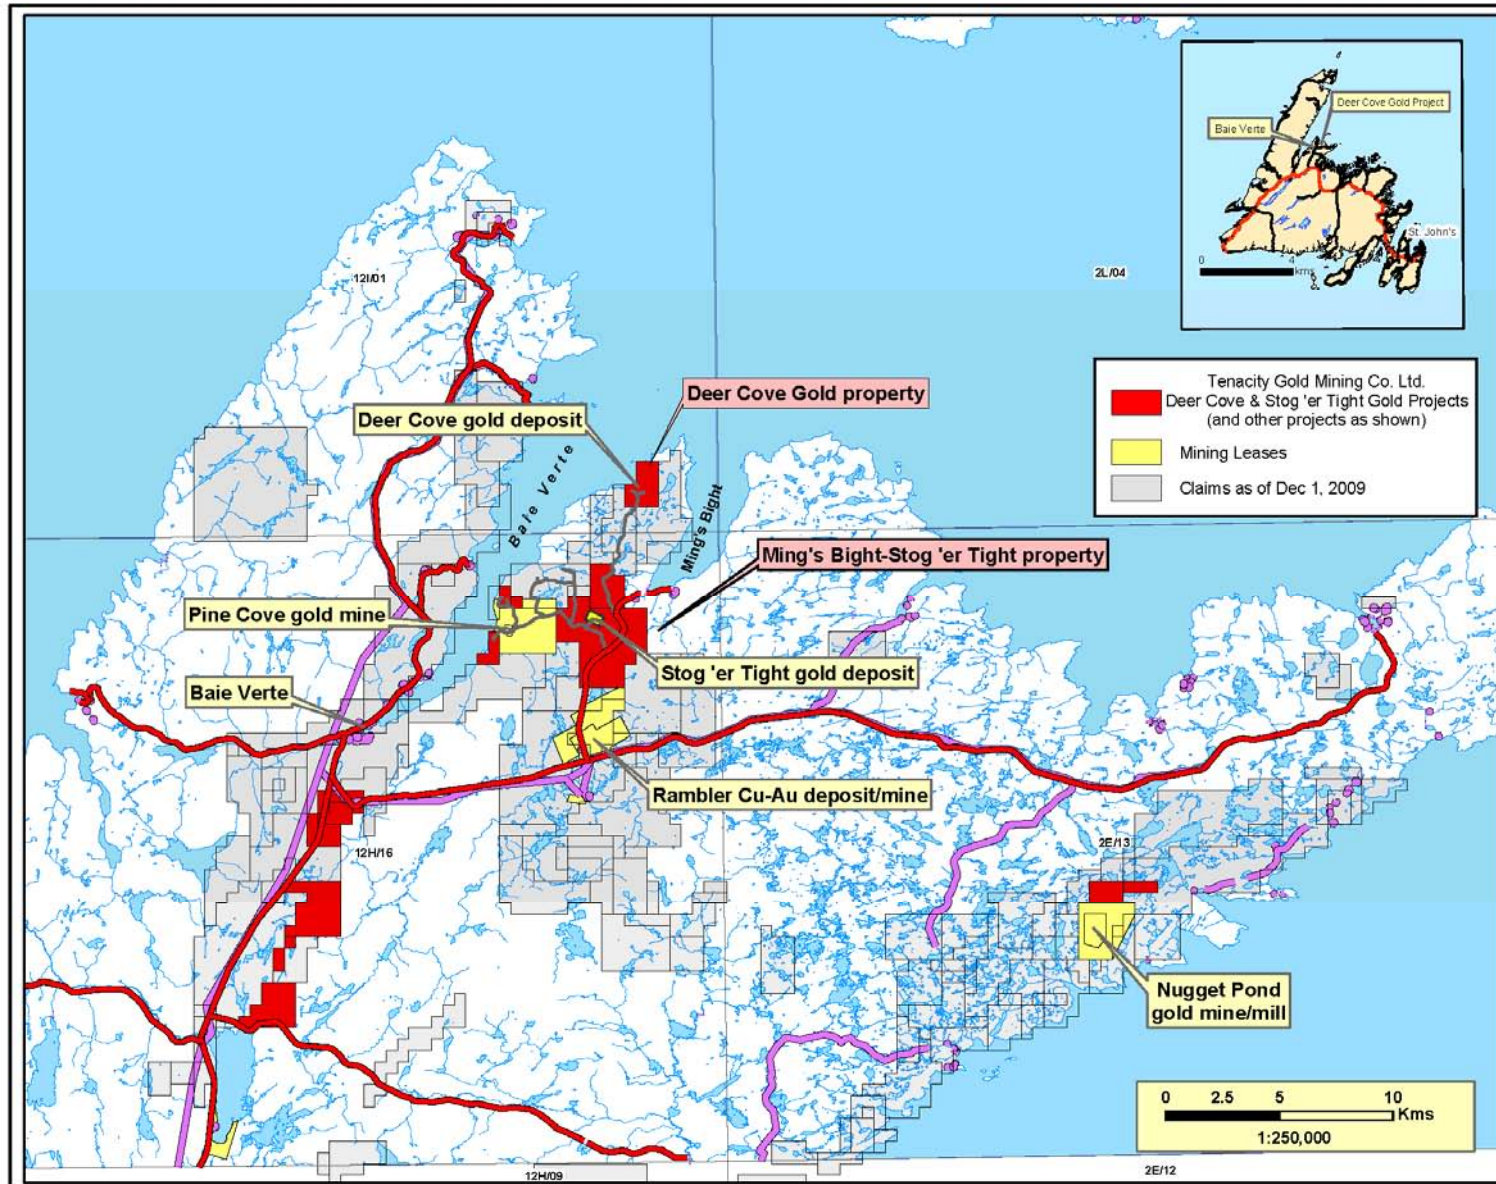 Deer Cove Gold Project
Baie Verte
St. John's
0 4
kms
12I/01
2L/04
Tenacity Gold Mining Co. Ltd.
Deer Cove & Stog 'er Tight Gold Projects
(and other projects as shown)
Mining Leases
Claims as of Dec 1, 2009
Deer Cove Gold property
Deer Cove gold deposit
Baie Verte
Ming's Bight
Ming's Bight-Stog 'er Tight property
Pine Cove gold mine
Stog 'er Tight gold deposit
Baie Verte
Rambler Cu-Au deposit/mine
12H/16
2E/13
Nugget Pond
gold mine/mill
0 2.5 5 10
Kms
1:250,000
12H/09
2E/12